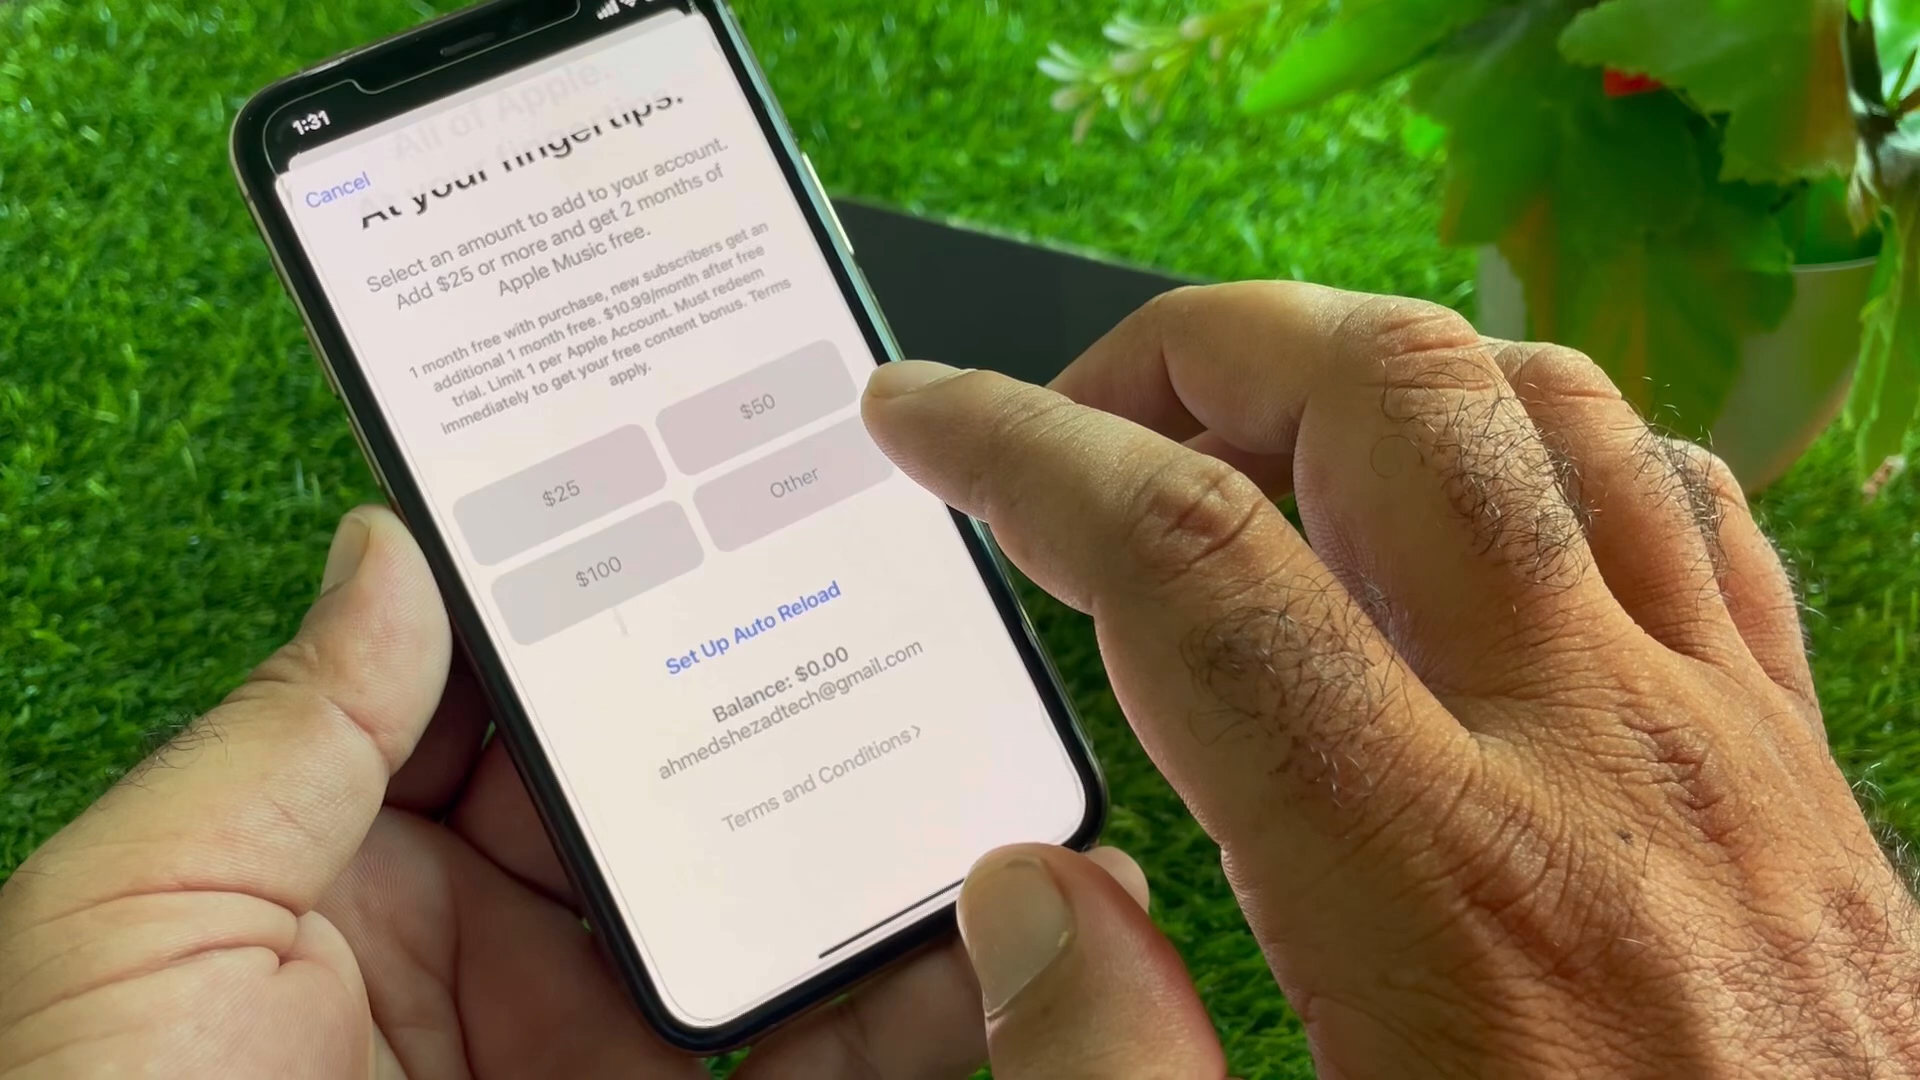 1:31
All of Apple.
Cancel
At your fingertips.
Select an amount to add to your account.
Add $25 or more and get 2 months of
Apple Music free.
1 month free with purchase, new subscribers get an
additional 1 month free. $10.99/month after free
trial. Limit 1 per Apple Account. Must redeem
immediately to get your free content bonus. Terms
apply.
$25
$50
$100
Other
Set Up Auto Reload
Balance: $0.00
ahmedshezadtech@gmail.com
Terms and Conditions>